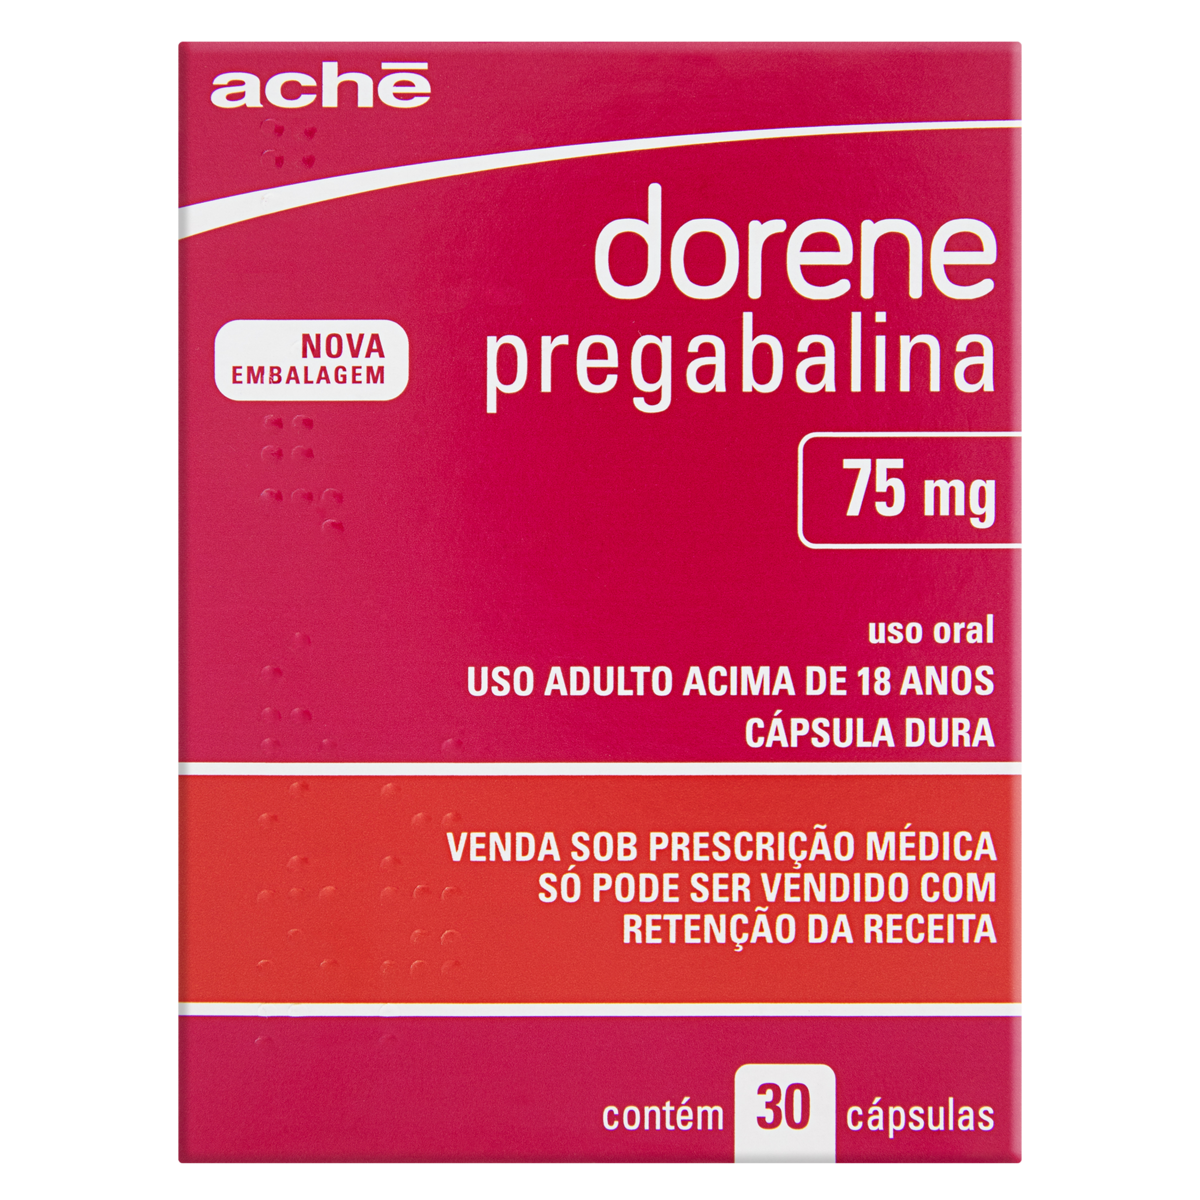 achē
dorene
pregabalina
NOVA
EMBALAGEM
75 mg
uso oral
USO ADULTO ACIMA DE 18 ANOS
CÁPSULA DURA
VENDA SOB PRESCRIÇÃO MÉDICA
SÓ PODE SER VENDIDO COM
RETENÇÃO DA RECEITA
contém 30 cápsulas